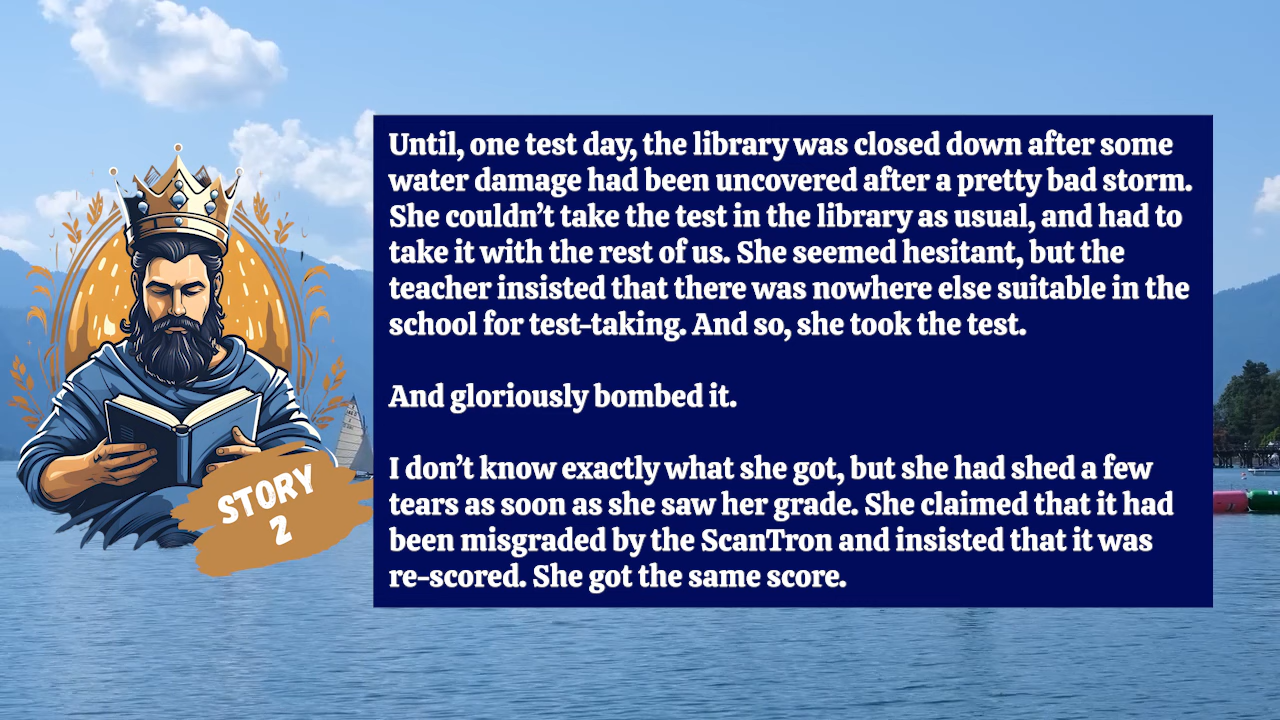 Until, one test day, the library was closed down after some
water damage had been uncovered after a pretty bad storm.
She couldn’t take the test in the library as usual, and had to
take it with the rest of us. She seemed hesitant, but the
teacher insisted that there was nowhere else suitable in the
school for test-taking. And so, she took the test.
And gloriously bombed it.
I don’t know exactly what she got, but she had shed a few
tears as soon as she saw her grade. She claimed that it had
been misgraded by the ScanTron and insisted that it was
re-scored. She got the same score.
STORY
2